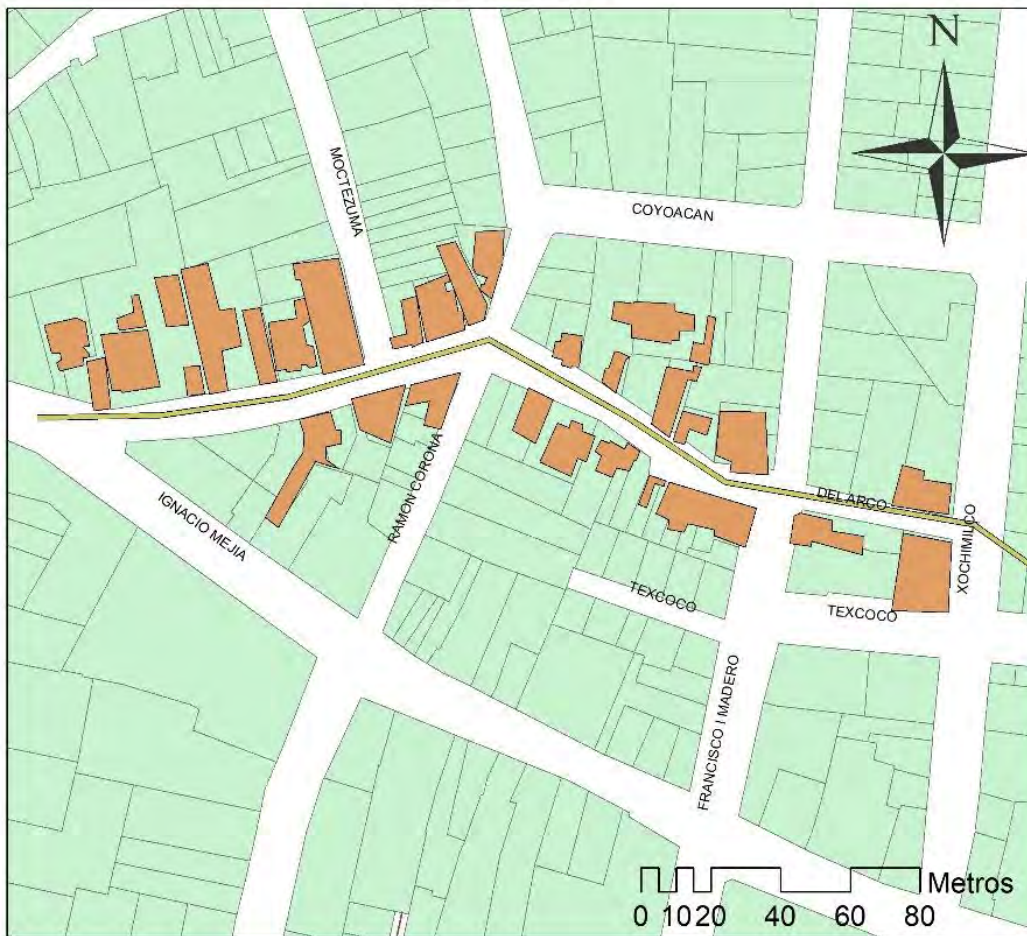 N
MOCTEZUMA
COYOACAN
RAMON CORONA
IGNACIO MEJIA
DEL ARCO
XOCHIMILCO
TEXCOCO
TEXCOCO
FRANCISCO I MADERO
Metros
0 10 20 40 60 80